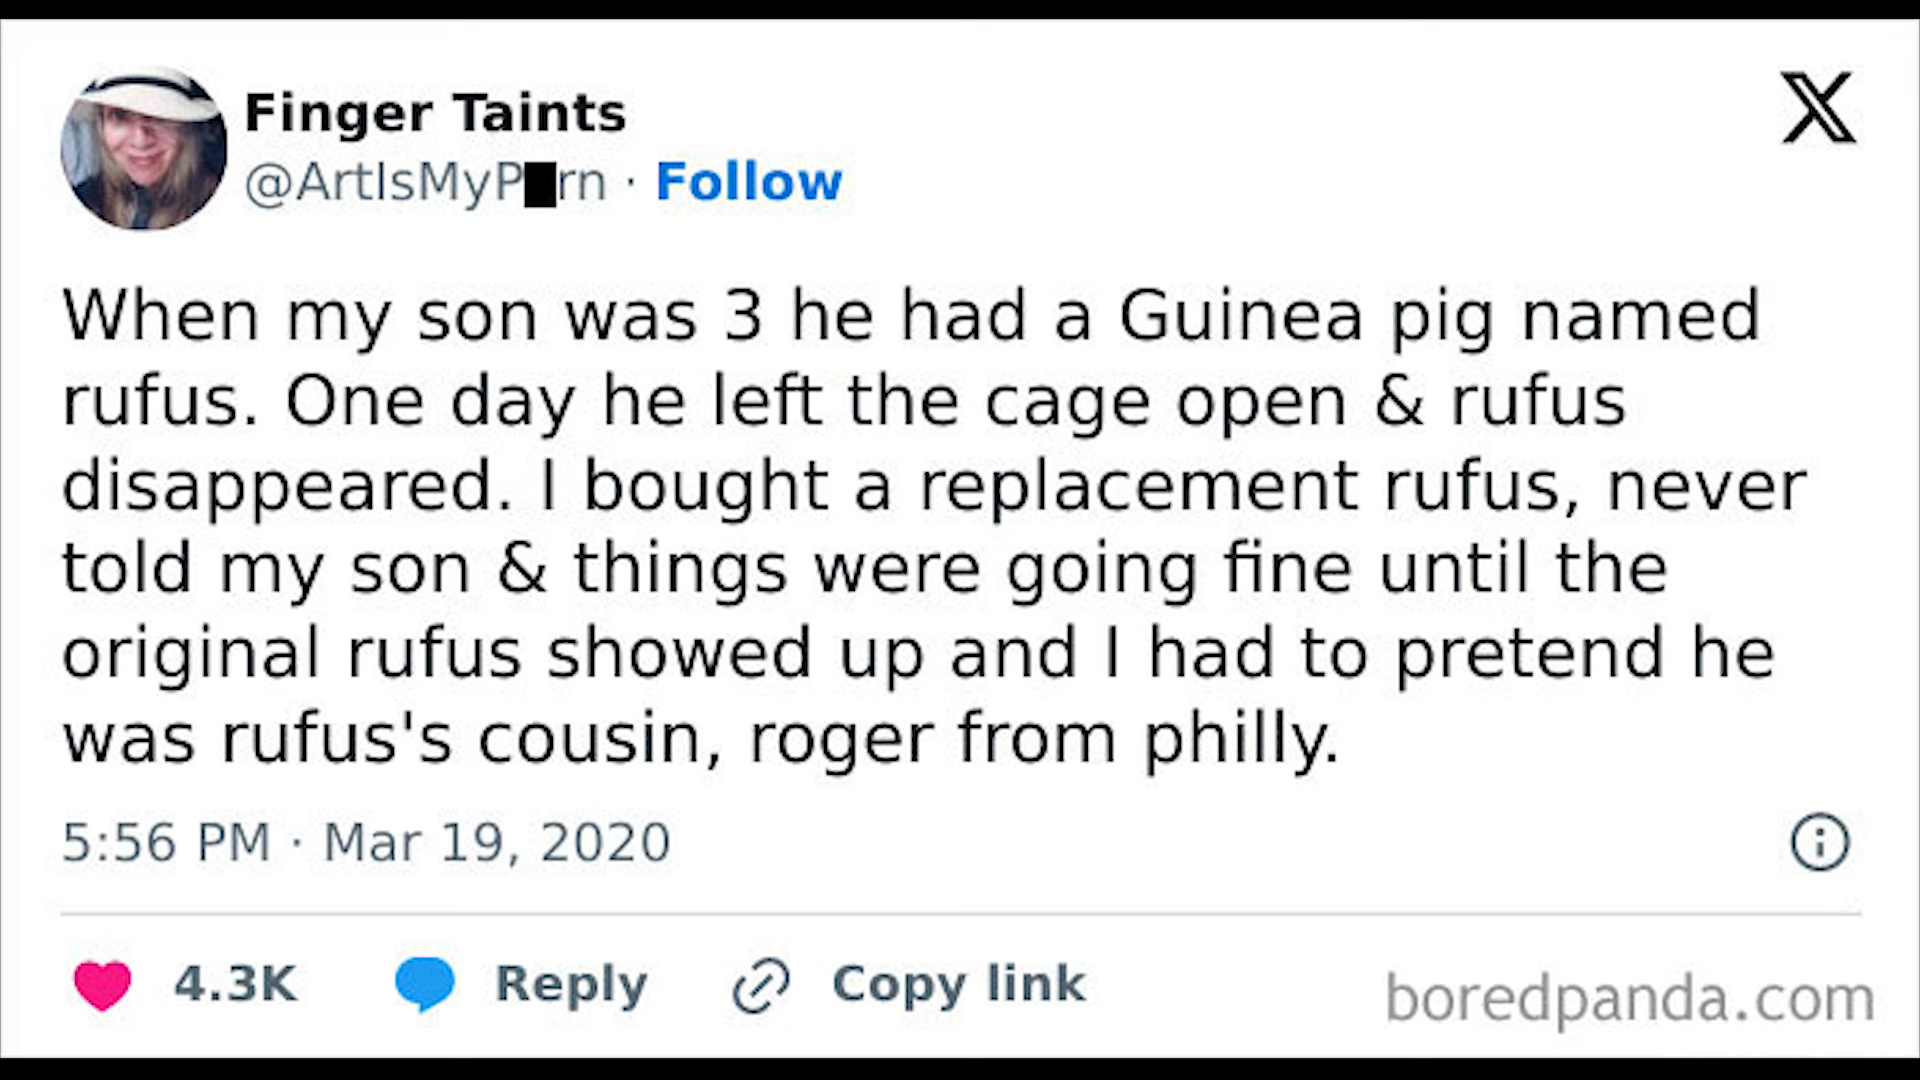 Finger Taints
@ArtIsMyP■rn · Follow
When my son was 3 he had a Guinea pig named
rufus. One day he left the cage open & rufus
disappeared. I bought a replacement rufus, never
told my son & things were going fine until the
original rufus showed up and I had to pretend he
was rufus's cousin, roger from philly.
5:56 PM · Mar 19, 2020
4.3K Reply Copy link
boredpanda.com